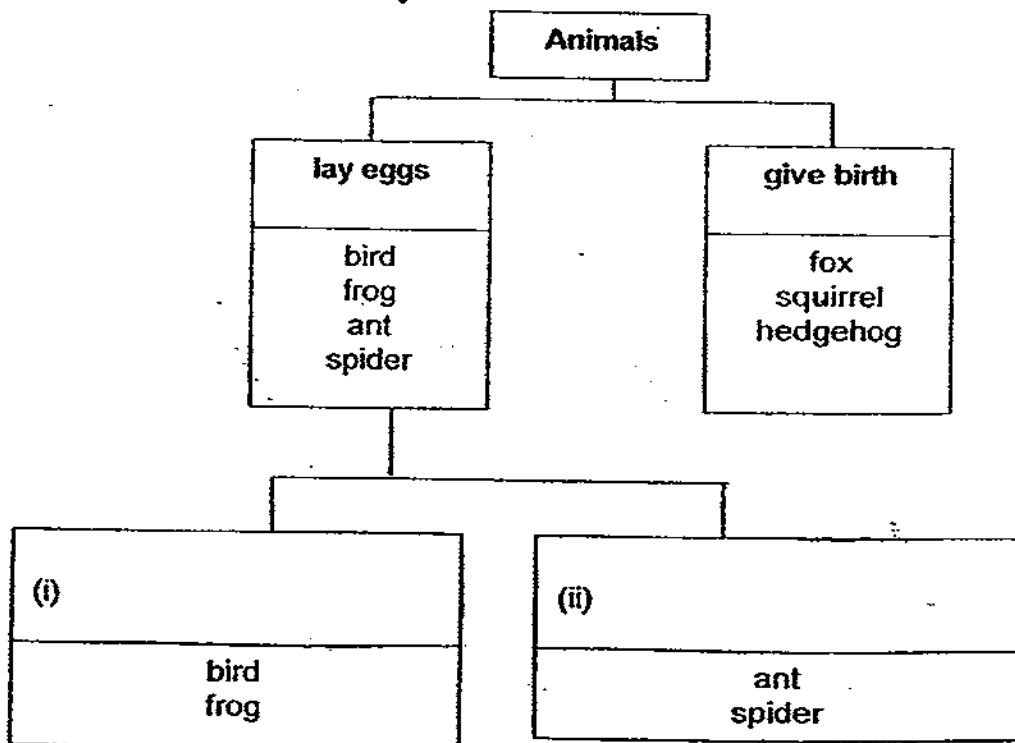 Animals
lay eggs
bird
frog
ant
spider
give birth
fox
squirrel
hedgehog
(i)
bird
frog
(ii)
ant
spider